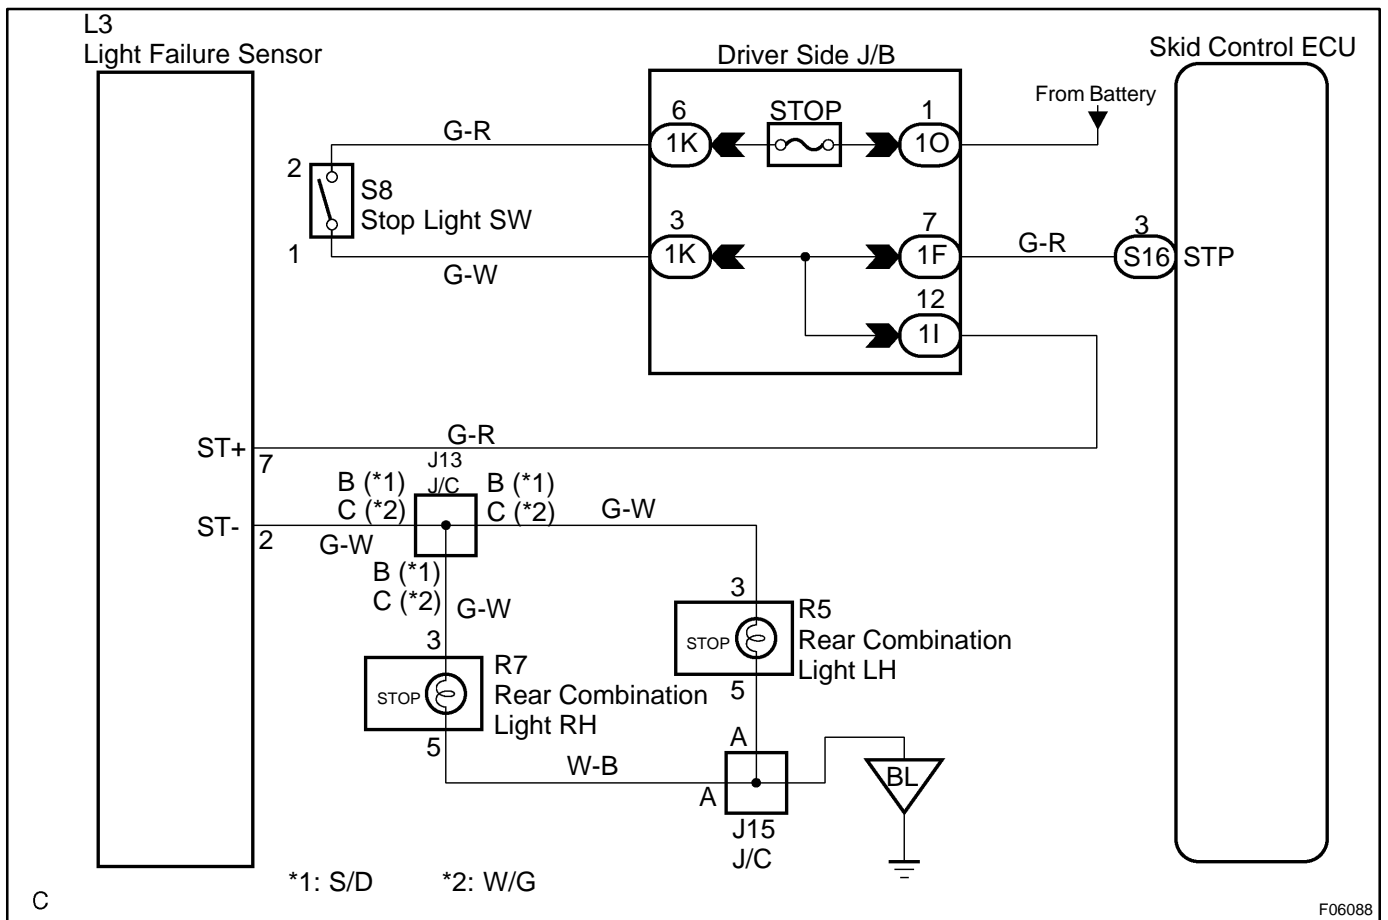 L3
Light Failure Sensor
Driver Side J/B
Skid Control ECU
From Battery
6
STOP
1
G-R
1K
1O
2
S8
Stop Light SW
1
G-W
3
1K
7
1F
G-R
3
S16
STP
12
1I
ST+
7
G-R
J13
J/C
B (*1)
C (*2)
B (*1)
C (*2)
G-W
ST-
2
G-W
B (*1)
C (*2)
G-W
3
STOP
R5
Rear Combination
Light LH
5
3
STOP
R7
Rear Combination
Light RH
5
W-B
A
A
J15
J/C
BL
*1: S/D
*2: W/G
C
F06088